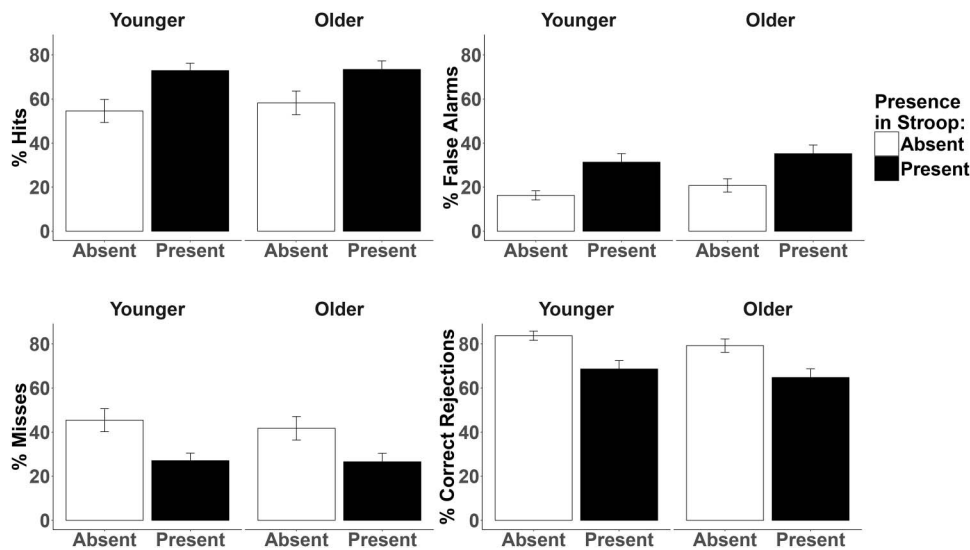 Younger Older
% Hits
80
60
40
20
0
Absent Present Absent Present
Younger Older
% False Alarms
80
60
40
20
0
Absent Present Absent Present
Presence
in Stroop:
Absent
Present
Younger Older
% Misses
80
60
40
20
0
Absent Present Absent Present
Younger Older
% Correct Rejections
80
60
40
20
0
Absent Present Absent Present